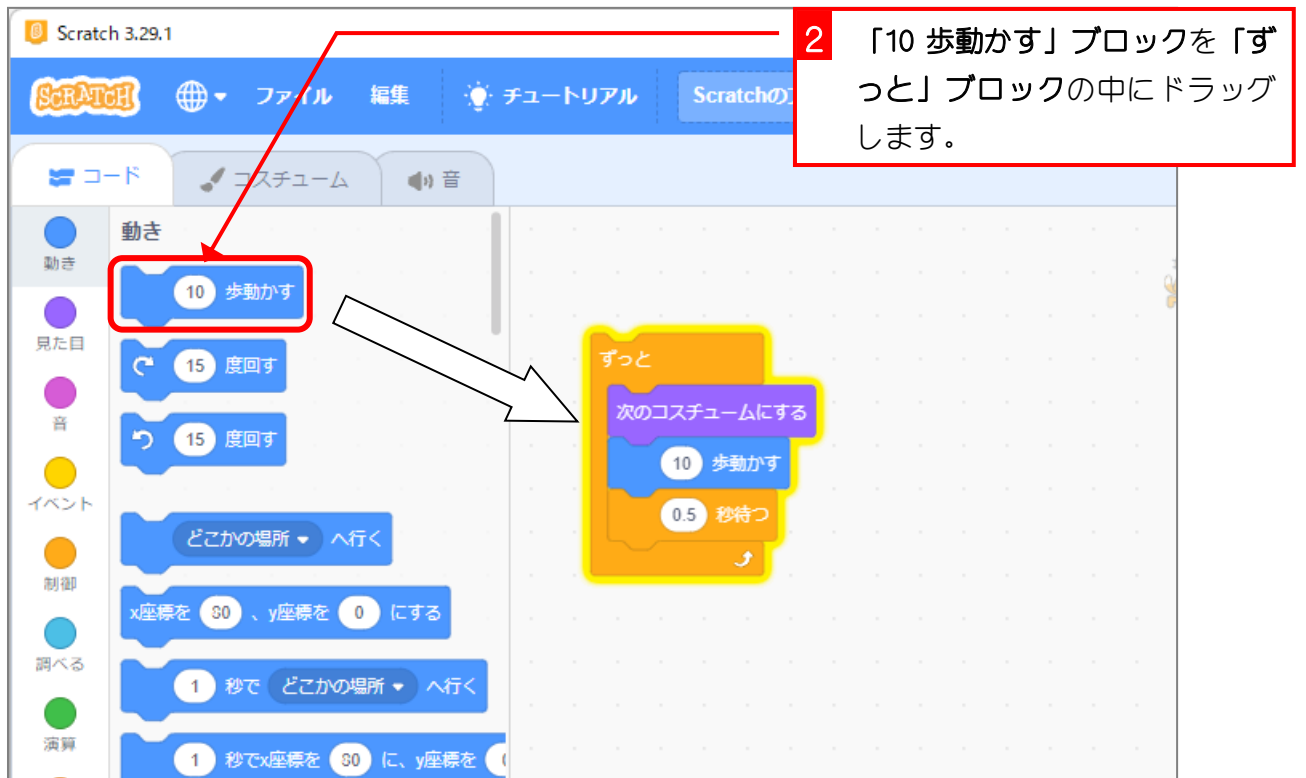 Scratch 3.29.1
2 「10 歩動かす」ブロックを「ず
っと」ブロックの中にドラッグ
します。
SCRATCH ファイル 編集 チュートリアル Scratchの
コード コスチューム 音
動き
見た目
音
イベント
制御
調べる
演算
動き
10 歩動かす
15 度回す
15 度回す
どこかの場所 へ行く
x座標を 80 、y座標を 0 にする
1 秒で どこかの場所 へ行く
1 秒でx座標を 80 に、y座標を
ずっと
次のコスチュームにする
10 歩動かす
0.5 秒待つ